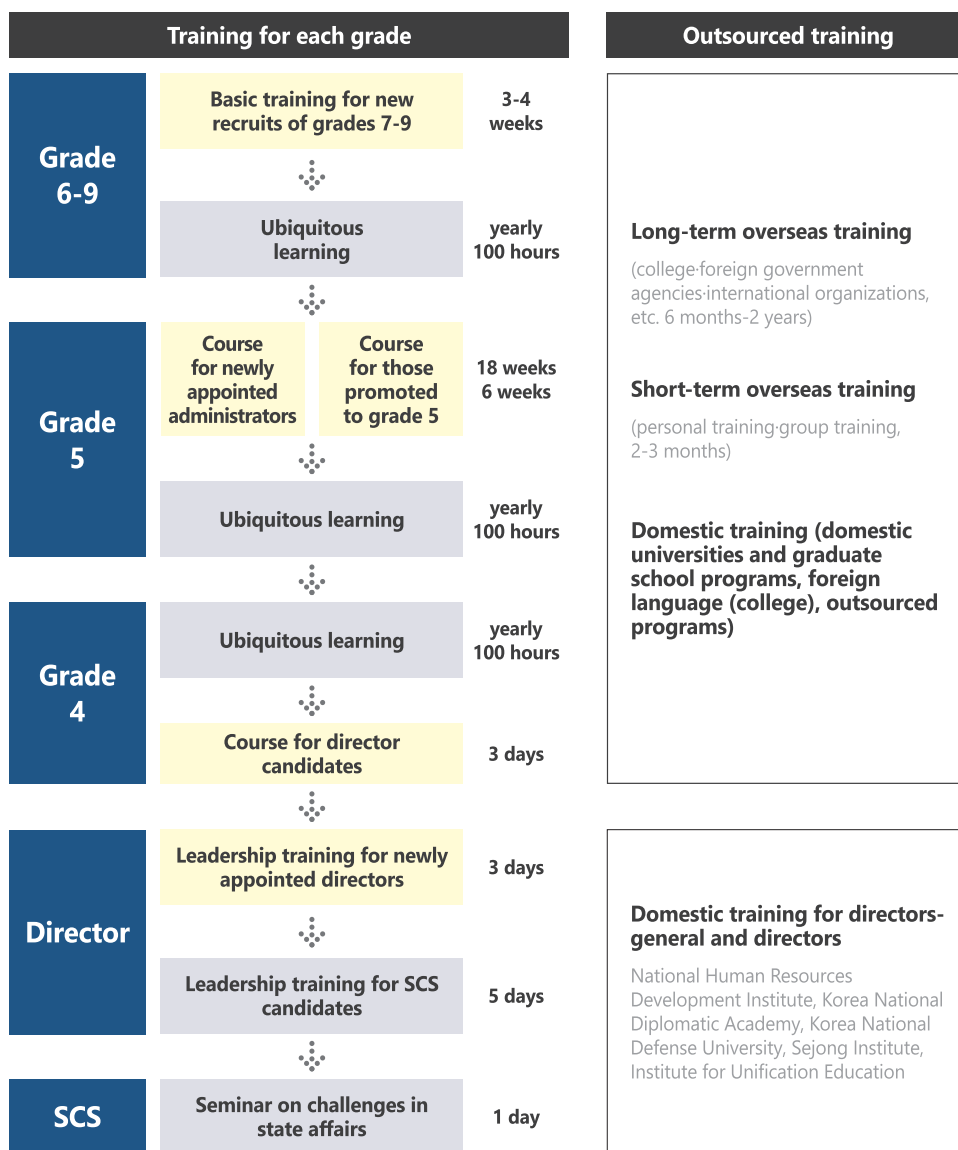 Training for each grade
Outsourced training
Grade
6-9
Basic training for new
recruits of grades 7-9
3-4
weeks
Ubiquitous
learning
yearly
100 hours
Grade
5
Course
for newly
appointed
administrators
Course
for those
promoted
to grade 5
18 weeks
6 weeks
Ubiquitous learning
yearly
100 hours
Grade
4
Ubiquitous learning
yearly
100 hours
Course for director
candidates
3 days
Director
Leadership training for newly
appointed directors
3 days
Leadership training for SCS
candidates
5 days
SCS
Seminar on challenges in
state affairs
1 day
Long-term overseas training
(college·foreign government
agencies·international organizations,
etc. 6 months-2 years)
Short-term overseas training
(personal training·group training,
2-3 months)
Domestic training (domestic
universities and graduate
school programs, foreign
language (college), outsourced
programs)
Domestic training for directors-
general and directors
National Human Resources
Development Institute, Korea National
Diplomatic Academy, Korea National
Defense University, Sejong Institute,
Institute for Unification Education